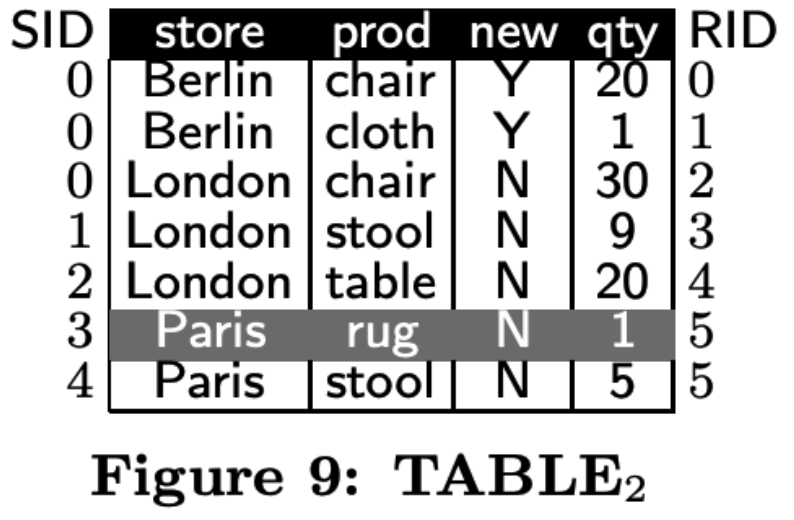 SID store prod new qty RID
0 Berlin chair Y 20 0
0 Berlin cloth Y 1 1
0 London chair N 30 2
1 London stool N 9 3
2 London table N 20 4
3 Paris rug N 1 5
4 Paris stool N 5 5
Figure 9: TABLE₂